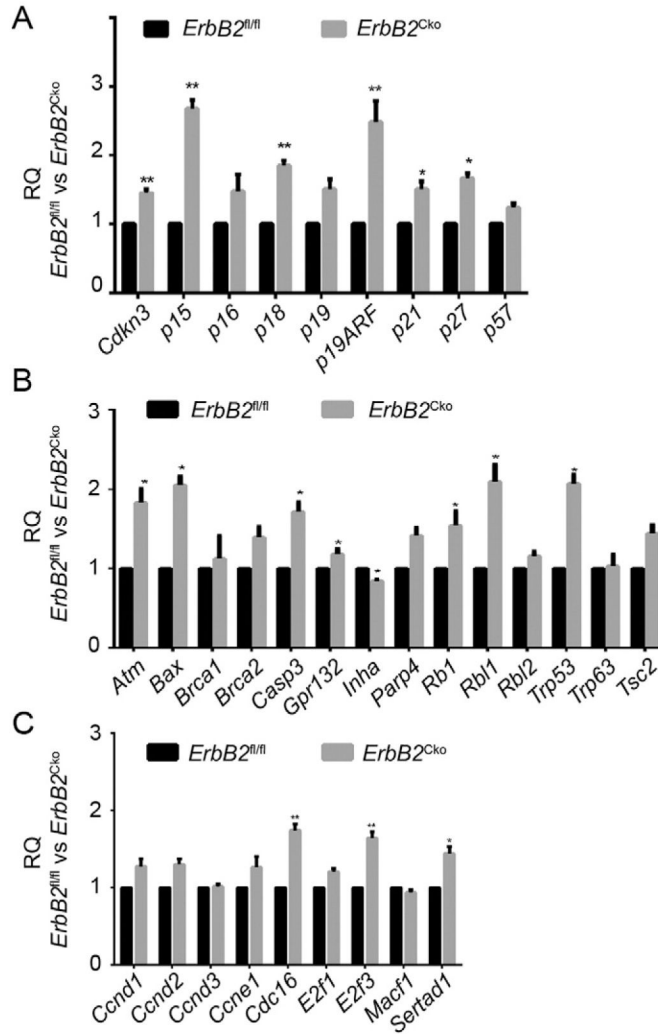 A
ErbB2fl/fl ErbB2Cko
RQ
ErbB2fl/fl vs ErbB2Cko
3
2
1
0
** ** ** ** * *
Cdkn3 p15 p16 p18 p19 p19ARF p21 p27 p57
B
ErbB2fl/fl ErbB2Cko
RQ
ErbB2fl/fl vs ErbB2Cko
3
2
1
0
* * * * * * * *
Atm Bax Brca1 Brca2 Casp3 Gpr132 Inha Parp4 Rb1 Rbl1 Rbl2 Trp53 Trp63 Tsc2
C
ErbB2fl/fl ErbB2Cko
RQ
ErbB2fl/fl vs ErbB2Cko
3
2
1
0
** ** *
Ccnd1 Ccnd2 Ccnd3 Ccne1 Cdc16 E2f1 E2f3 Macf1 Sertad1